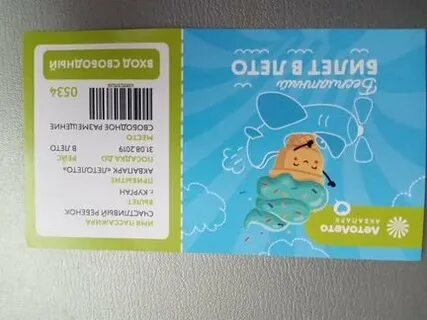 ЛетоЛето
АКВАПАРК
Бесплатный
БИЛЕТ В ЛЕТО
ИМЯ ПАССАЖИРА
СЧАСТЛИВЫЙ РЕБЕНОК
ВЫЛЕТ
г. КУРГАН
ПРИБЫТИЕ
АКВАПАРК «ЛЕТОЛЕТО»
ПОСАДКА ДО
31.08.2019
РЕЙС
В ЛЕТО
МЕСТО
СВОБОДНОЕ РАЗМЕЩЕНИЕ
0534
ВХОД СВОБОДНЫЙ